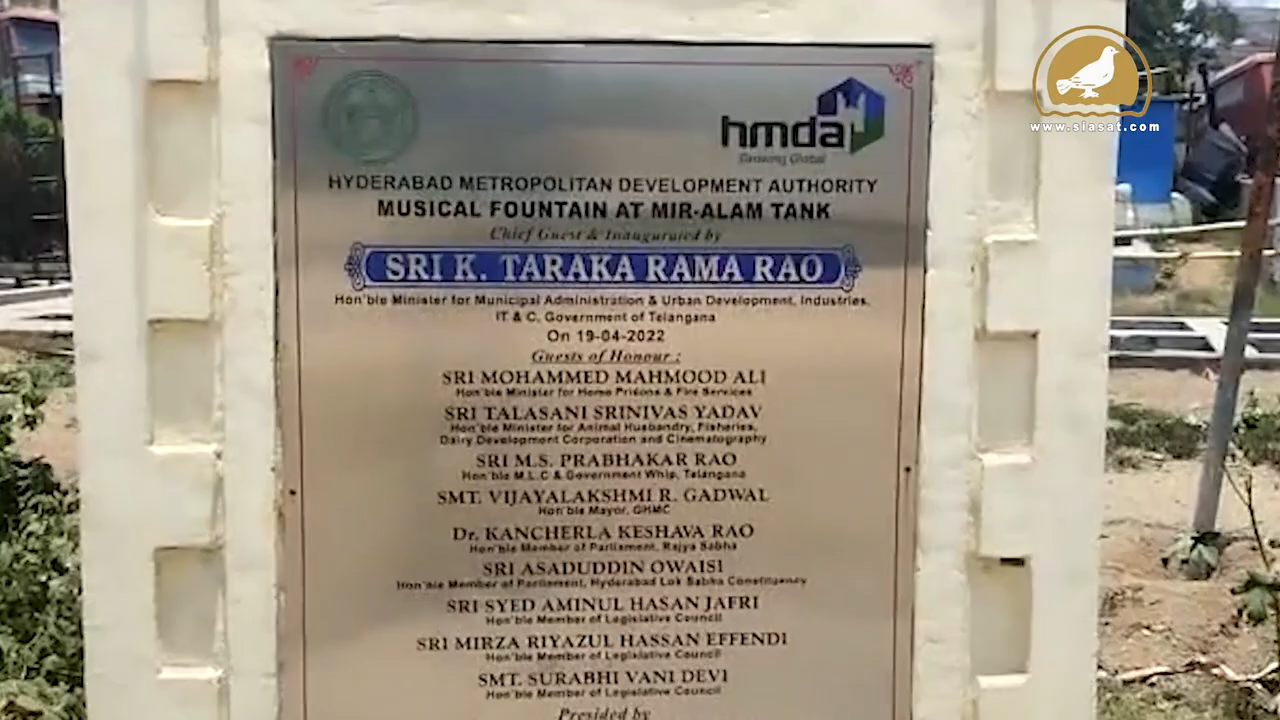 www.siasat.com
hmda
Growing Global
HYDERABAD METROPOLITAN DEVELOPMENT AUTHORITY
MUSICAL FOUNTAIN AT MIR-ALAM TANK
Chief Guest & Inaugurated by
SRI K. TARAKA RAMA RAO
Hon'ble Minister for Municipal Administration & Urban Development, Industries,
IT & C, Government of Telangana
On 19-04-2022
Guests of Honour :
SRI MOHAMMED MAHMOOD ALI
Hon'ble Minister for Home Prisons & Fire Services
SRI TALASANI SRINIVAS YADAV
Hon'ble Minister for Animal Husbandry, Fisheries,
Dairy Development Corporation and Cinematography
SRI M.S. PRABHAKAR RAO
Hon'ble M.L.C & Government Whip, Telangana
SMT. VIJAYALAKSHMI R. GADWAL
Hon'ble Mayor, GHMC
Dr. KANCHERLA KESHAVA RAO
Hon'ble Member of Parliament, Rajya Sabha
SRI ASADUDDIN OWAISI
Hon'ble Member of Parliment, Hyderabad Lok Sabha Constituency
SRI SYED AMINUL HASAN JAFRI
Hon'ble Member of Legislative Council
SRI MIRZA RIYAZUL HASSAN EFFENDI
Hon'ble Member of Legislative Council
SMT. SURABHI VANI DEVI
Hon'ble Member of Legislative Council
Presided by